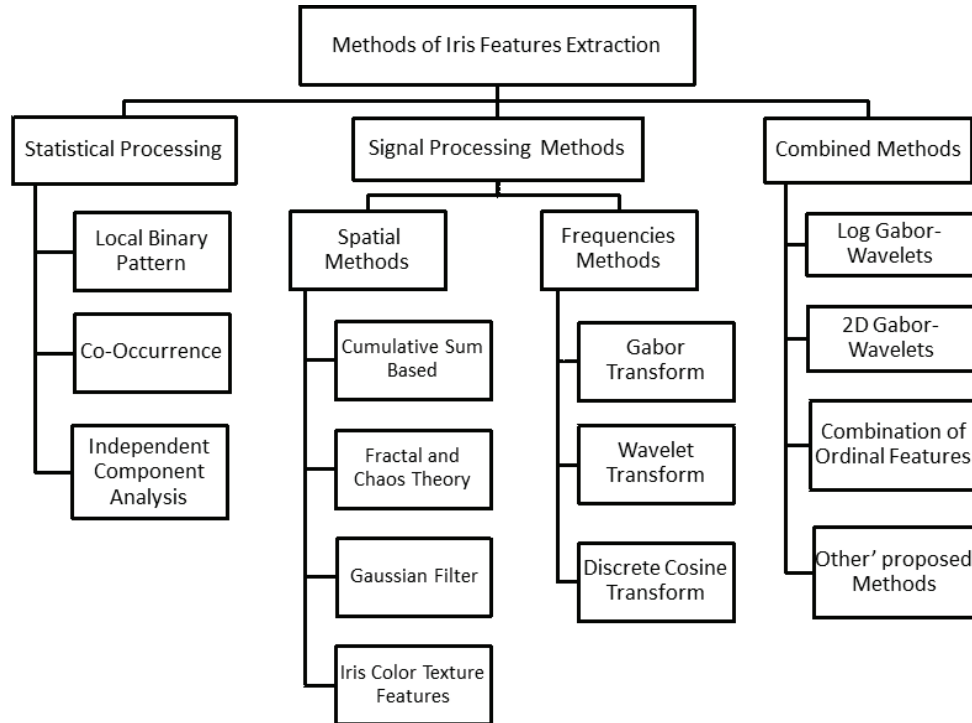 Methods of Iris Features Extraction
Statistical Processing
Local Binary
Pattern
Co-Occurrence
Independent
Component
Analysis
Signal Processing Methods
Spatial
Methods
Cumulative Sum
Based
Fractal and
Chaos Theory
Gaussian Filter
Iris Color Texture
Features
Frequencies
Methods
Gabor
Transform
Wavelet
Transform
Discrete Cosine
Transform
Combined Methods
Log Gabor-
Wavelets
2D Gabor-
Wavelets
Combination of
Ordinal Features
Other’ proposed
Methods